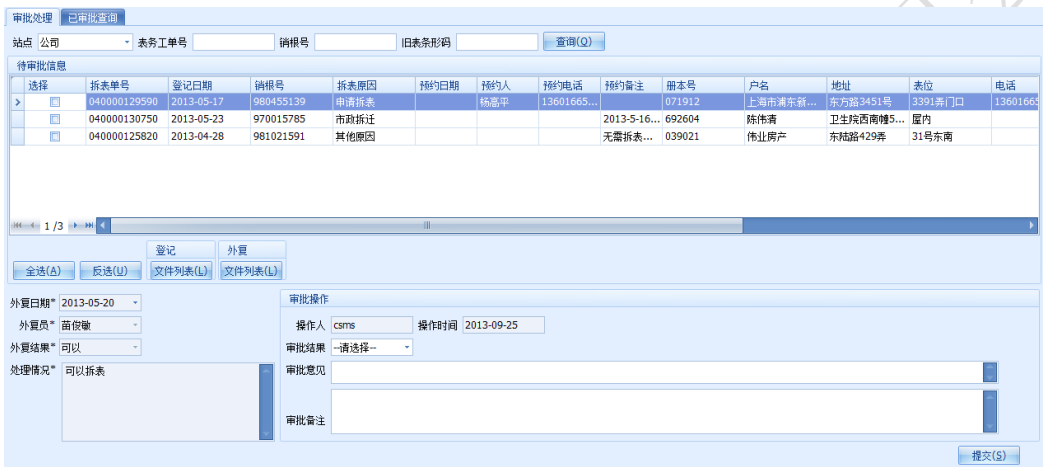 审批处理 已审批查询
站点 公司 表务工单号 销根号 旧表条形码 查询(Q)
待审批信息
选择 拆表单号 登记日期 销根号 拆表原因 预约日期 预约人 预约电话 预约备注 册本号 户名 地址 表位 电话
040000129590 2013-05-17 980455139 申请拆表 杨高平 13601665... 071912 上海市浦东新... 东方路3451号 3391弄门口 13601665
040000130750 2013-05-23 970015785 市政拆迁 2013-5-16... 692604 陈伟清 卫生院西南幢5... 屋内
040000125820 2013-04-28 981021591 其他原因 无需拆表... 039021 伟业房产 东陆路429弄 31号东南
1 /3
登记 外复
全选(A) 反选(U) 文件列表(L) 文件列表(L)
外复日期* 2013-05-20 审批操作
外复员* 苗俊敏 操作人 csms 操作时间 2013-09-25
外复结果* 可以 审批结果 --请选择--
处理情况* 可以拆表 审批意见
审批备注
提交(S)